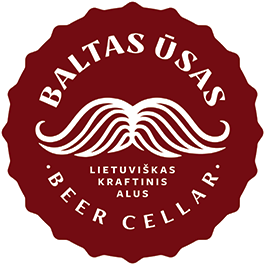 BALTAS ŪSAS
LIETUVIŠKAS
KRAFTINIS
ALUS
· BEER CELLAR ·